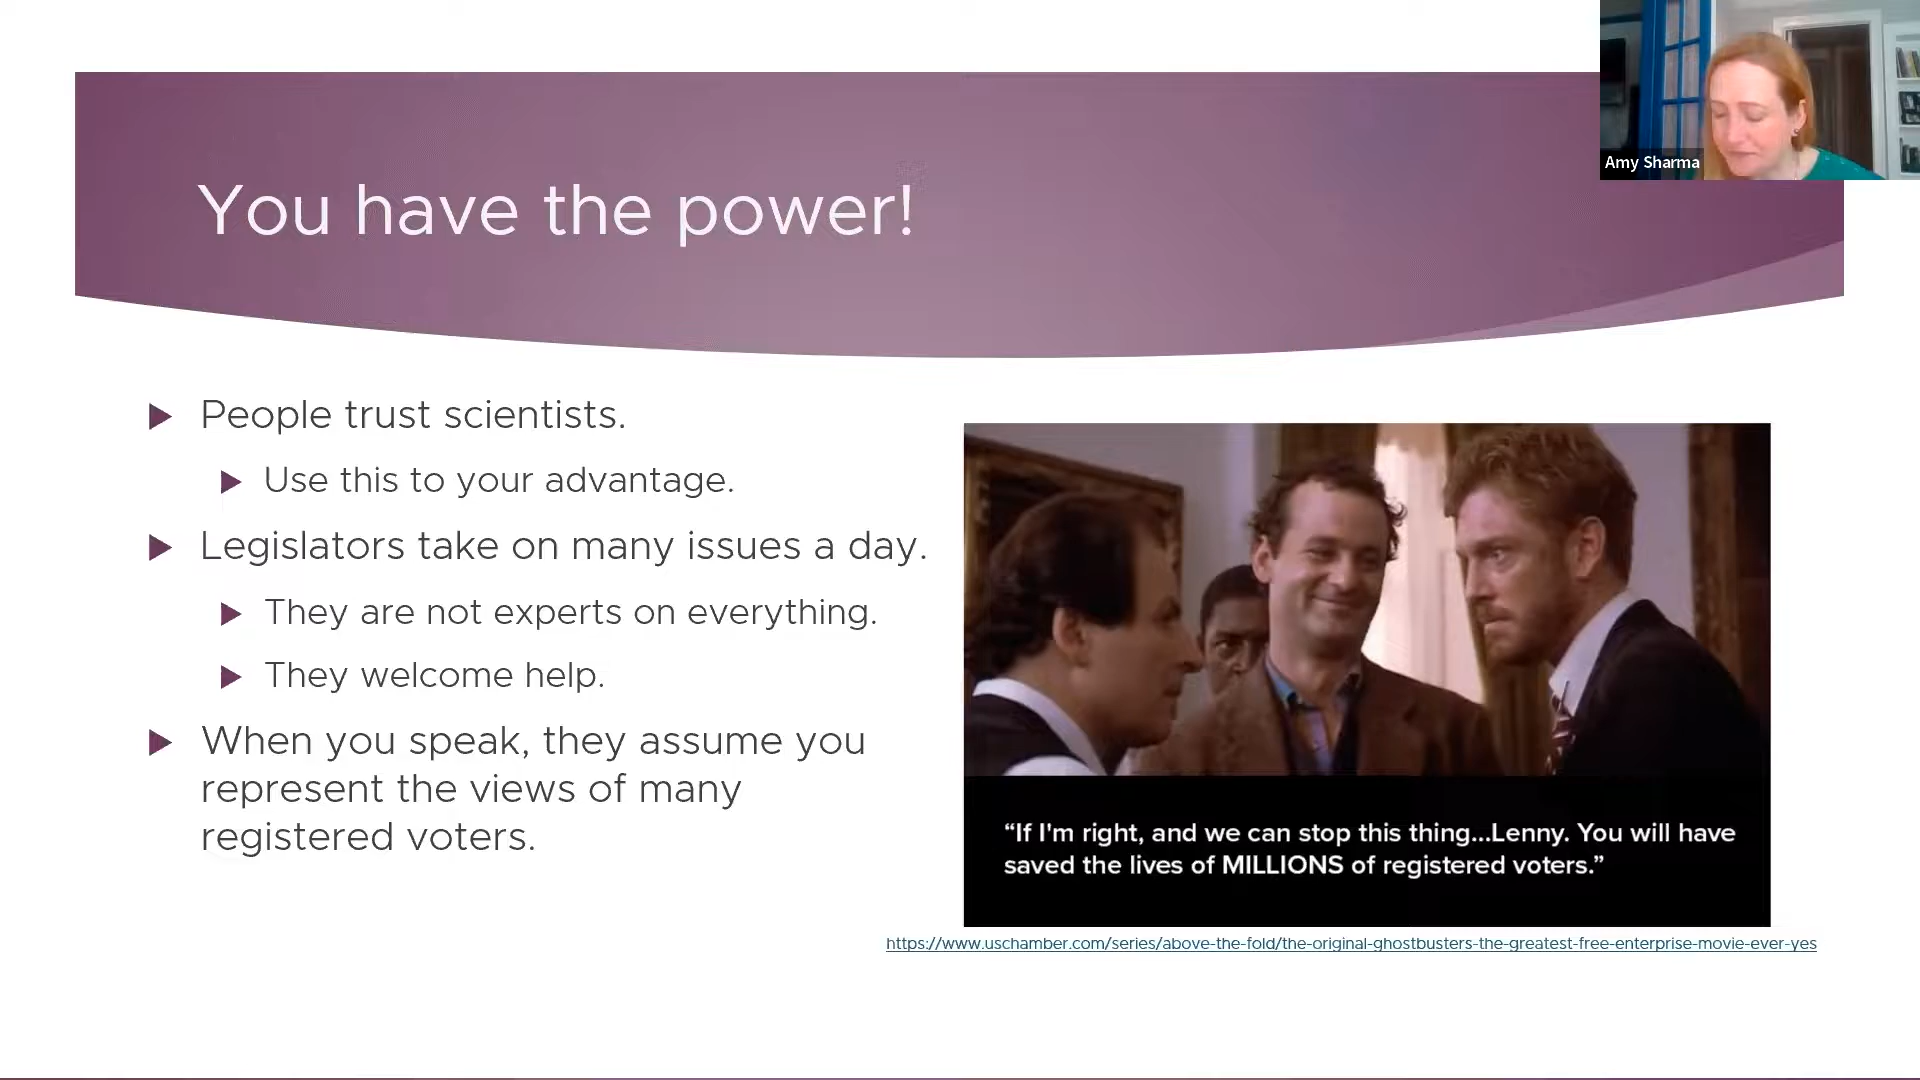 Amy Sharma
You have the power!
People trust scientists.
Use this to your advantage.
Legislators take on many issues a day.
They are not experts on everything.
They welcome help.
When you speak, they assume you
represent the views of many
registered voters.
“If I'm right, and we can stop this thing...Lenny. You will have
saved the lives of MILLIONS of registered voters.”
https://www.uschamber.com/series/above-the-fold/the-original-ghostbusters-the-greatest-free-enterprise-movie-ever-yes